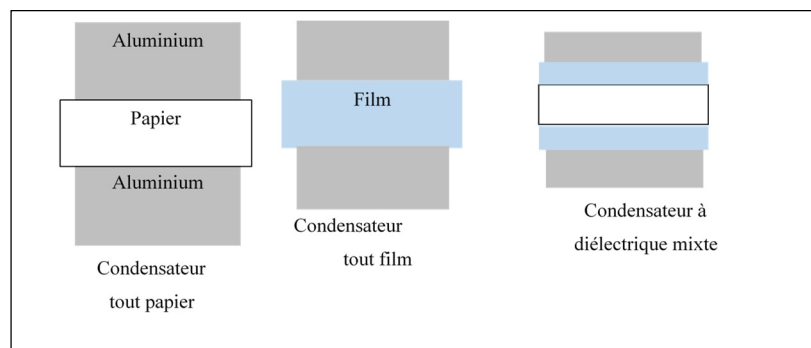 Aluminium
Papier
Aluminium
Condensateur
tout papier
Film
Condensateur
tout film
Condensateur à
diélectrique mixte